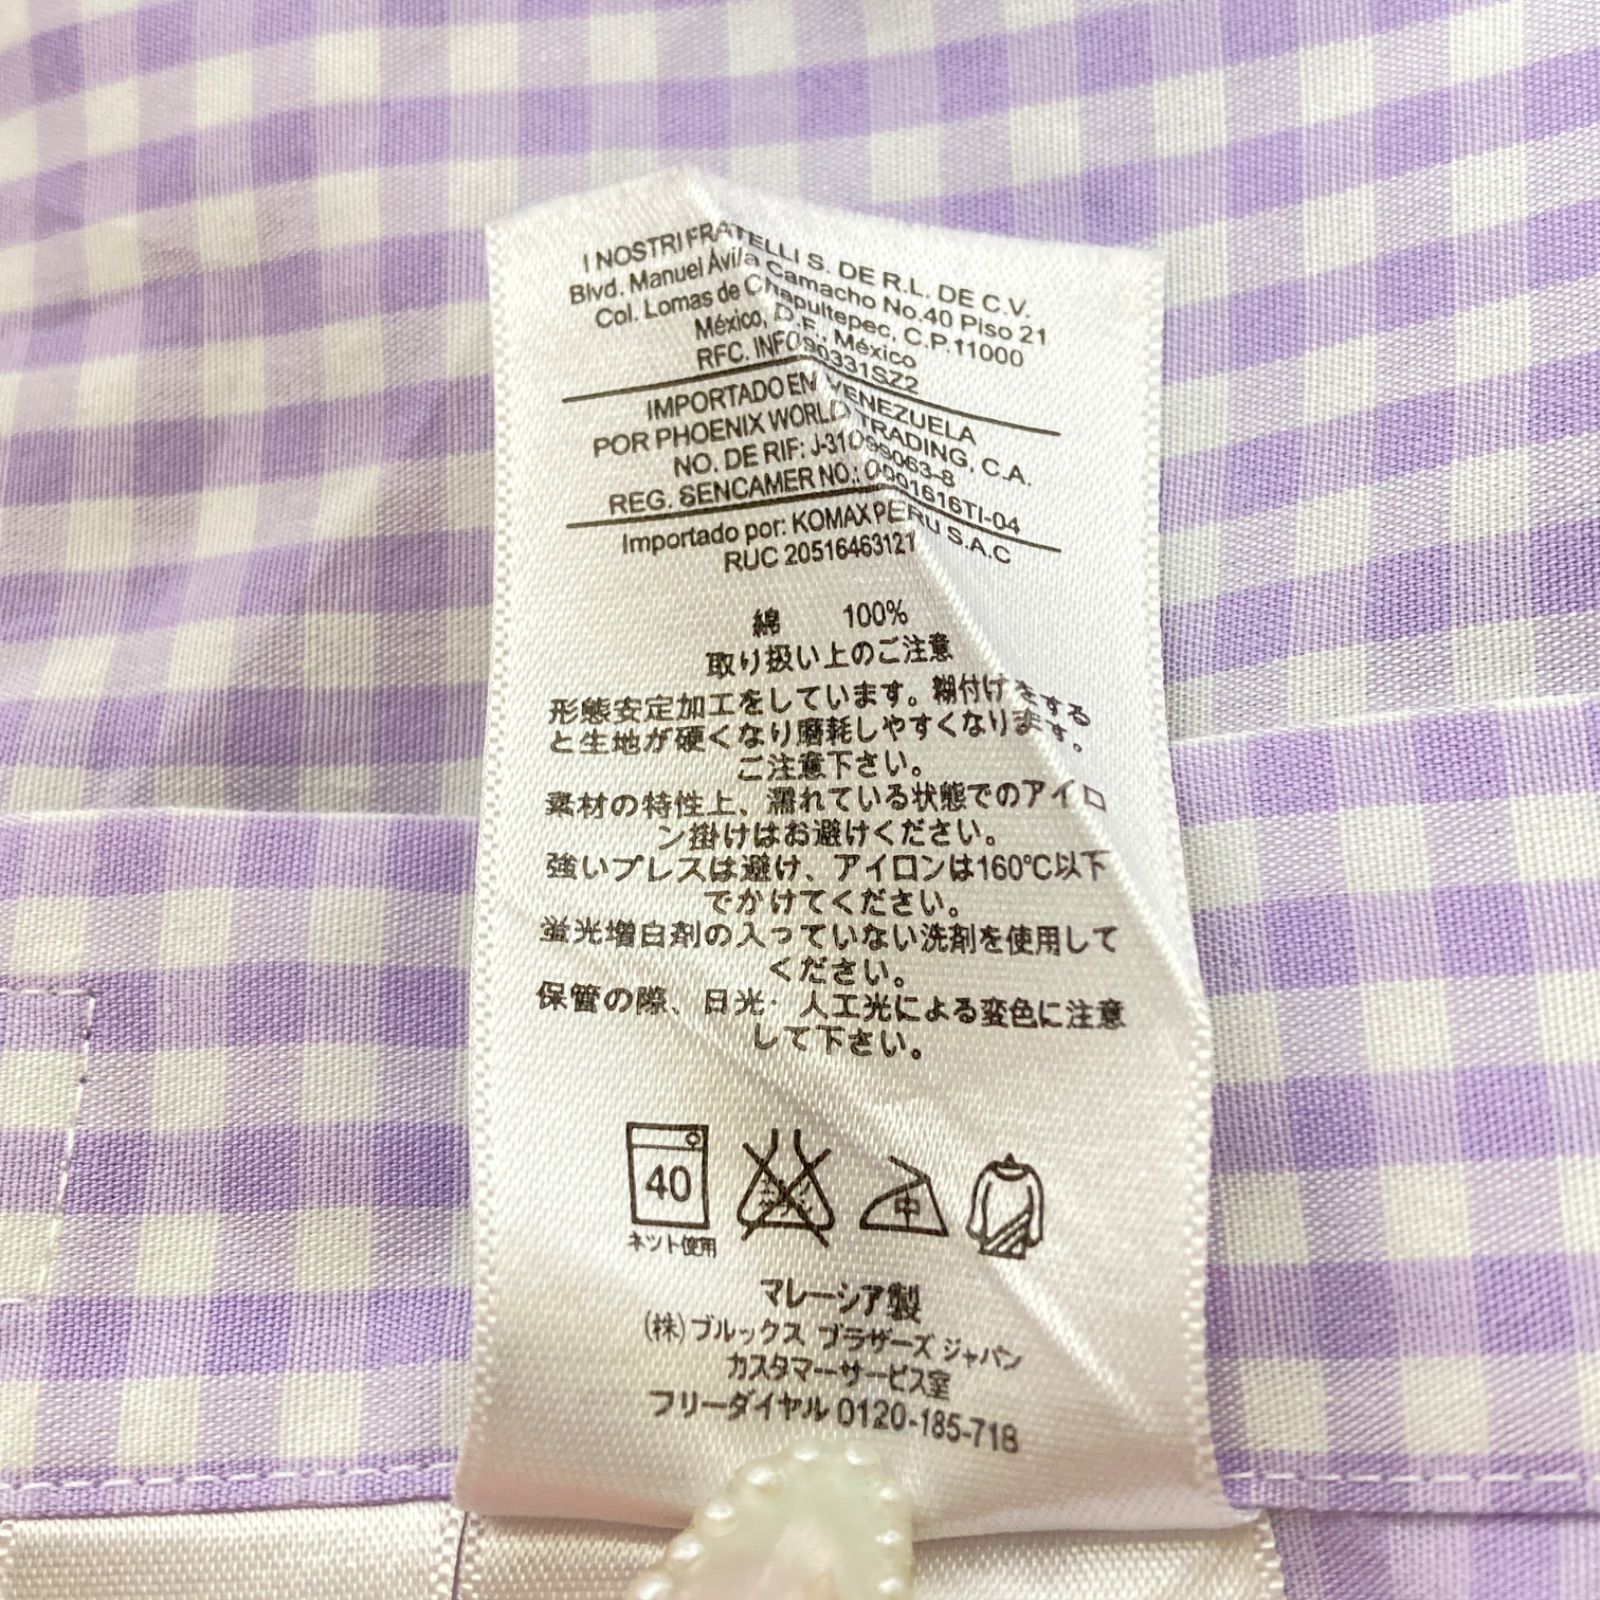 I NOSTRI FRATELLI S. DE R.L. DE C.V.
Blvd. Manuel Ávila Camacho No.40 Piso 21
Col. Lomas de Chapultepec, C.P.11000
México, D.F., México
RFC. INF090331SZ2
IMPORTADO EN VENEZUELA
POR PHOENIX WORLD TRADING, C.A.
NO. DE RIF: J-31099063-8
REG. SENCAMER NO.: 0001616TI-04
Importado por: KOMAX PERU S.A.C
RUC 20516463121
綿 100%
取り扱い上のご注意
形態安定加工をしています。糊付けをする
と生地が硬くなり磨耗しやすくなります。
ご注意下さい。
素材の特性上、濡れている状態でのアイロ
ン掛けはお避けください。
強いプレスは避け、アイロンは160℃以下
でかけてください。
蛍光増白剤の入っていない洗剤を使用して
ください。
保管の際、日光・人工光による変色に注意
して下さい。
40
中
ネット使用
マレーシア製
(株)ブルックス ブラザーズ ジャパン
カスタマーサービス室
フリーダイヤル 0120-185-718